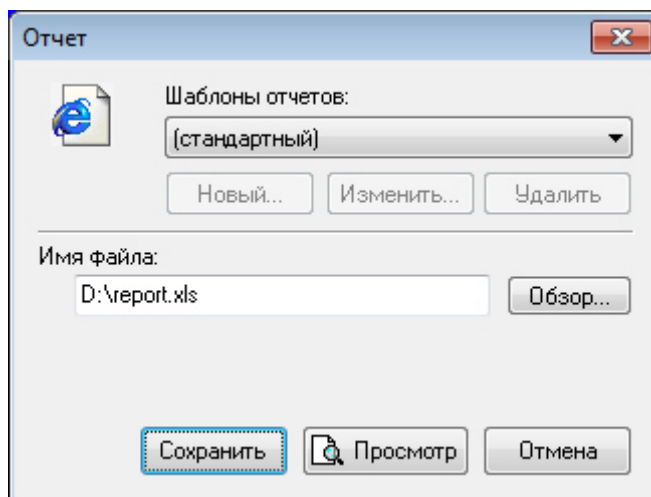 Отчет
Шаблоны отчетов:
(стандартный)
Новый... Изменить... Удалить
Имя файла:
D:\report.xls Обзор...
Сохранить Просмотр Отмена